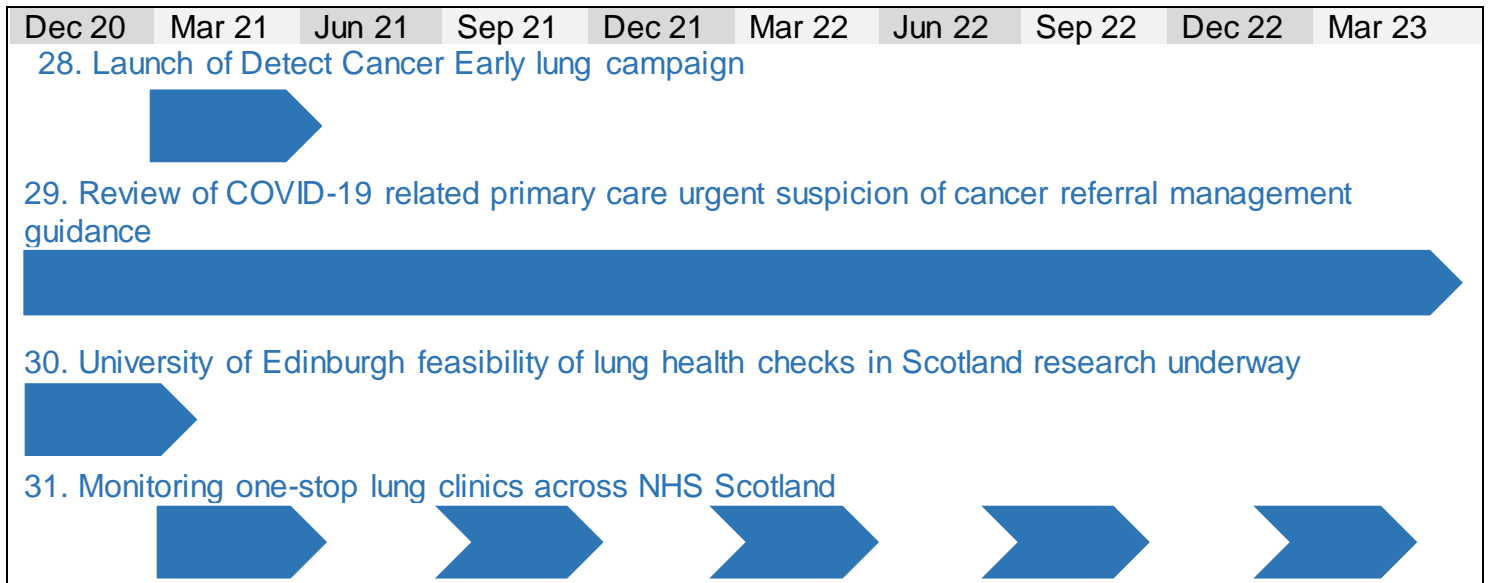 Dec 20 Mar 21 Jun 21 Sep 21 Dec 21 Mar 22 Jun 22 Sep 22 Dec 22 Mar 23
28. Launch of Detect Cancer Early lung campaign
29. Review of COVID-19 related primary care urgent suspicion of cancer referral management
guidance
30. University of Edinburgh feasibility of lung health checks in Scotland research underway
31. Monitoring one-stop lung clinics across NHS Scotland